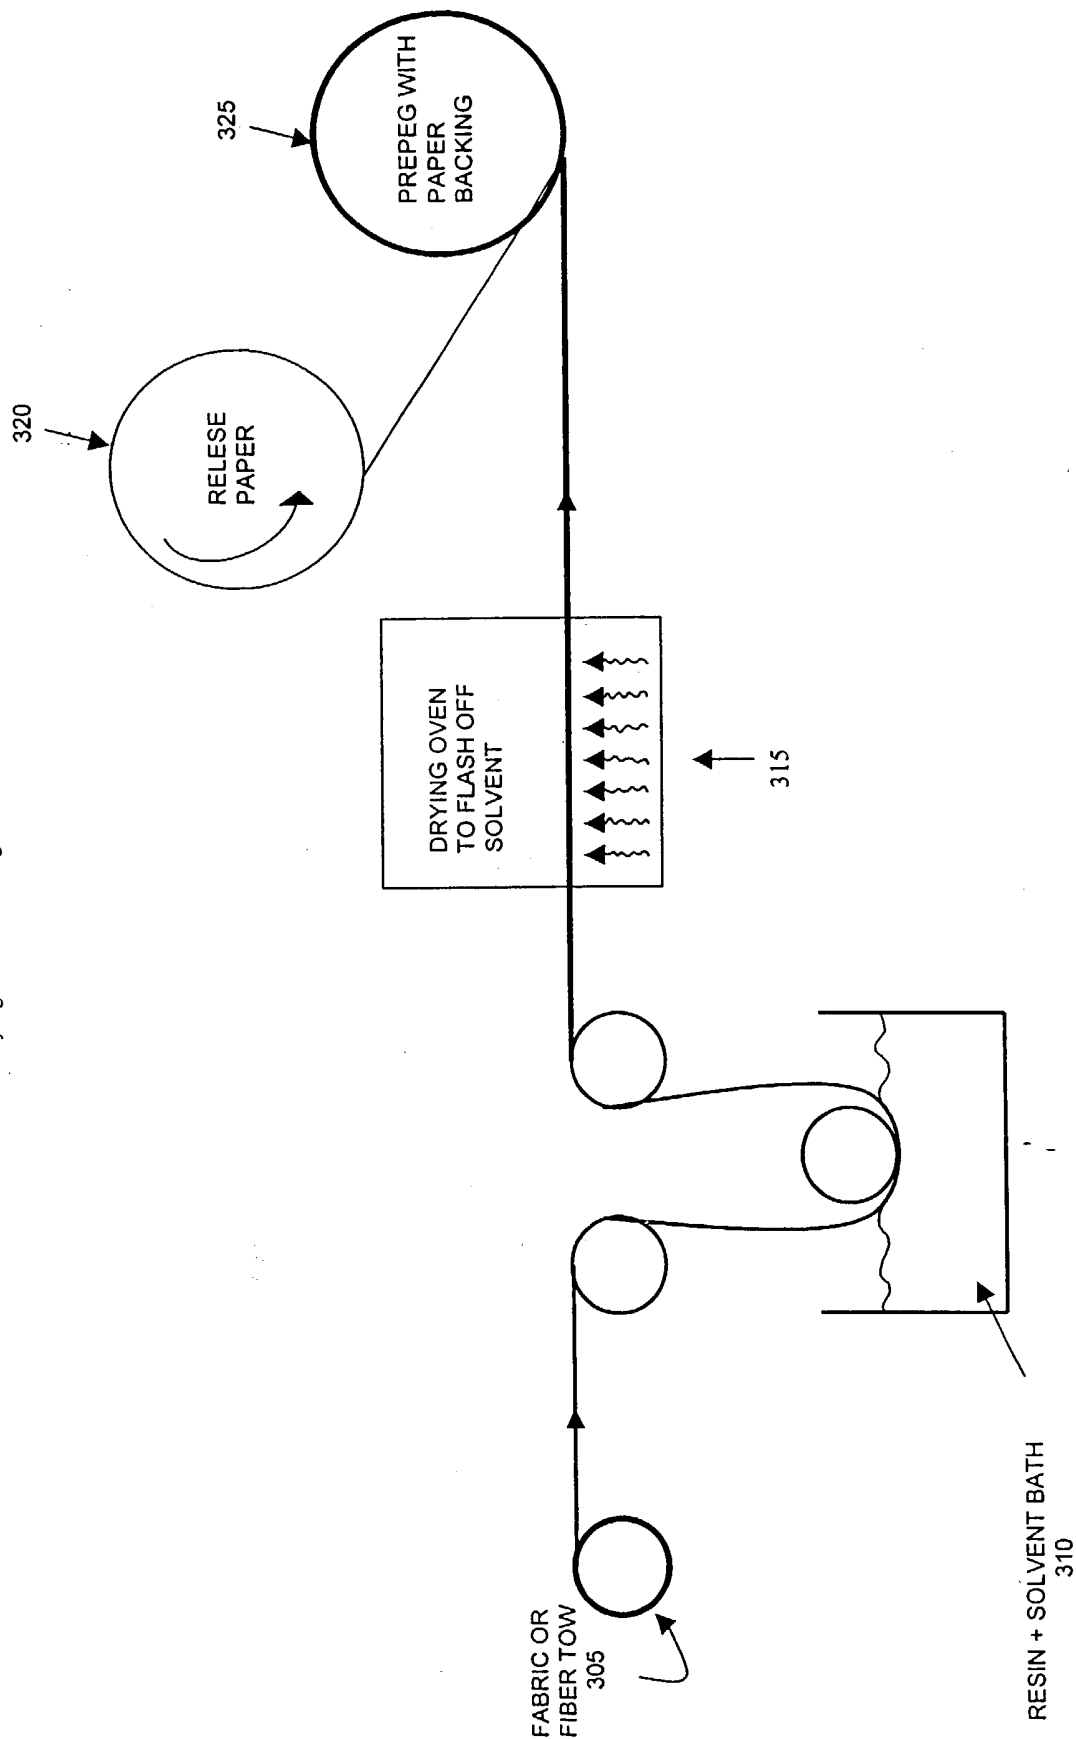 FABRIC OR
FIBER TOW
305
RESIN + SOLVENT BATH
310
DRYING OVEN
TO FLASH OFF
SOLVENT
315
320
RELESE
PAPER
325
PREPEG WITH
PAPER
BACKING